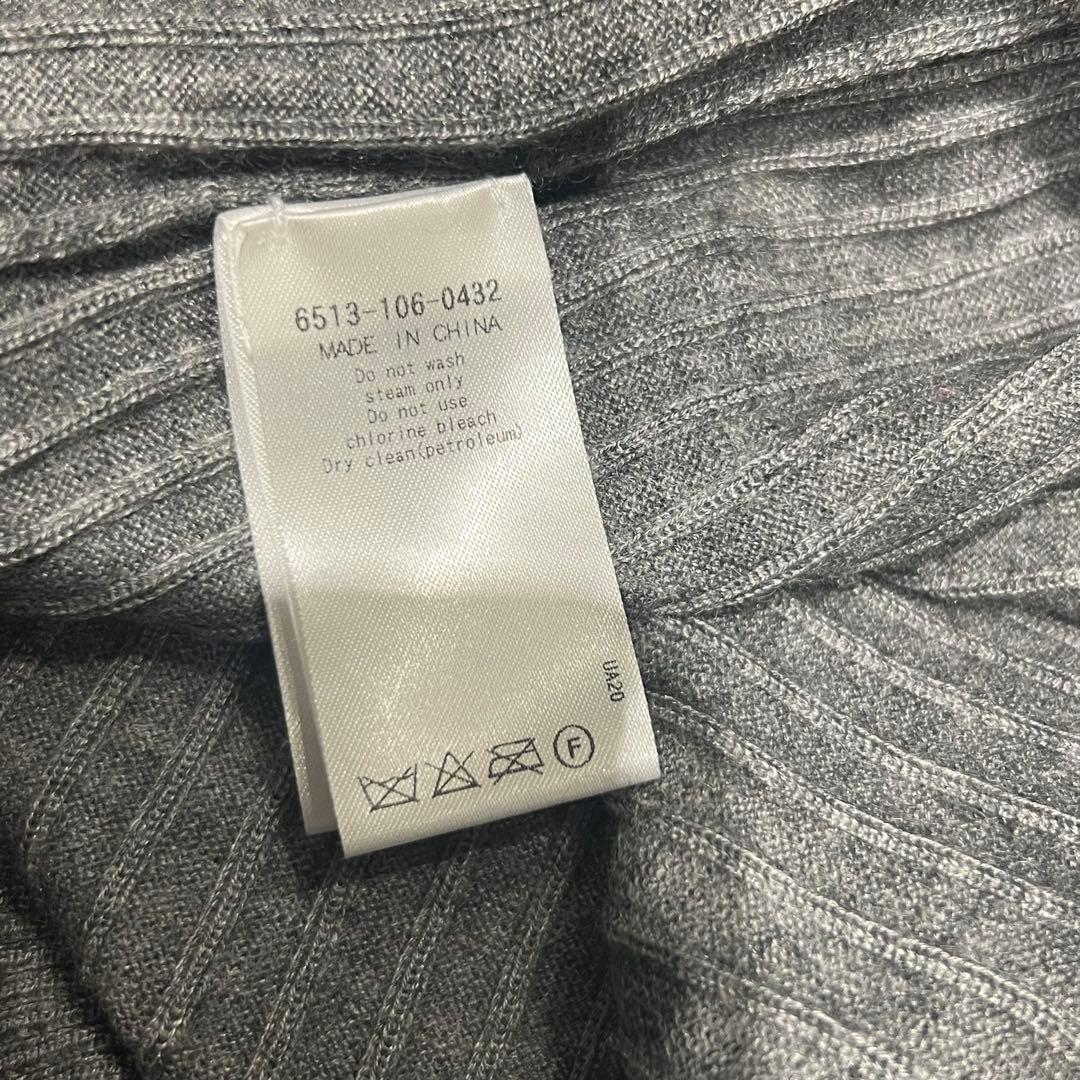 6513-106-0432
MADE IN CHINA
Do not wash
steam only
Do not use
chlorine bleach
Dry clean(petroleum)
UA20
F